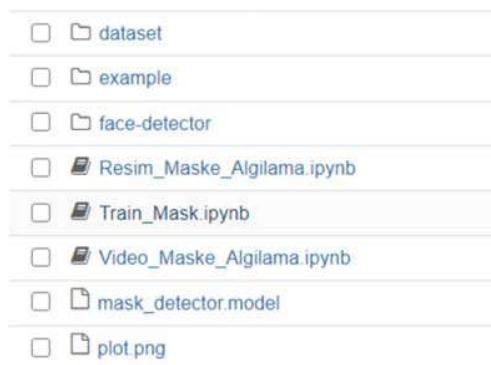 dataset
example
face-detector
Resim_Maske_Algilama.ipynb
Train_Mask.ipynb
Video_Maske_Algilama.ipynb
mask_detector.model
plot.png